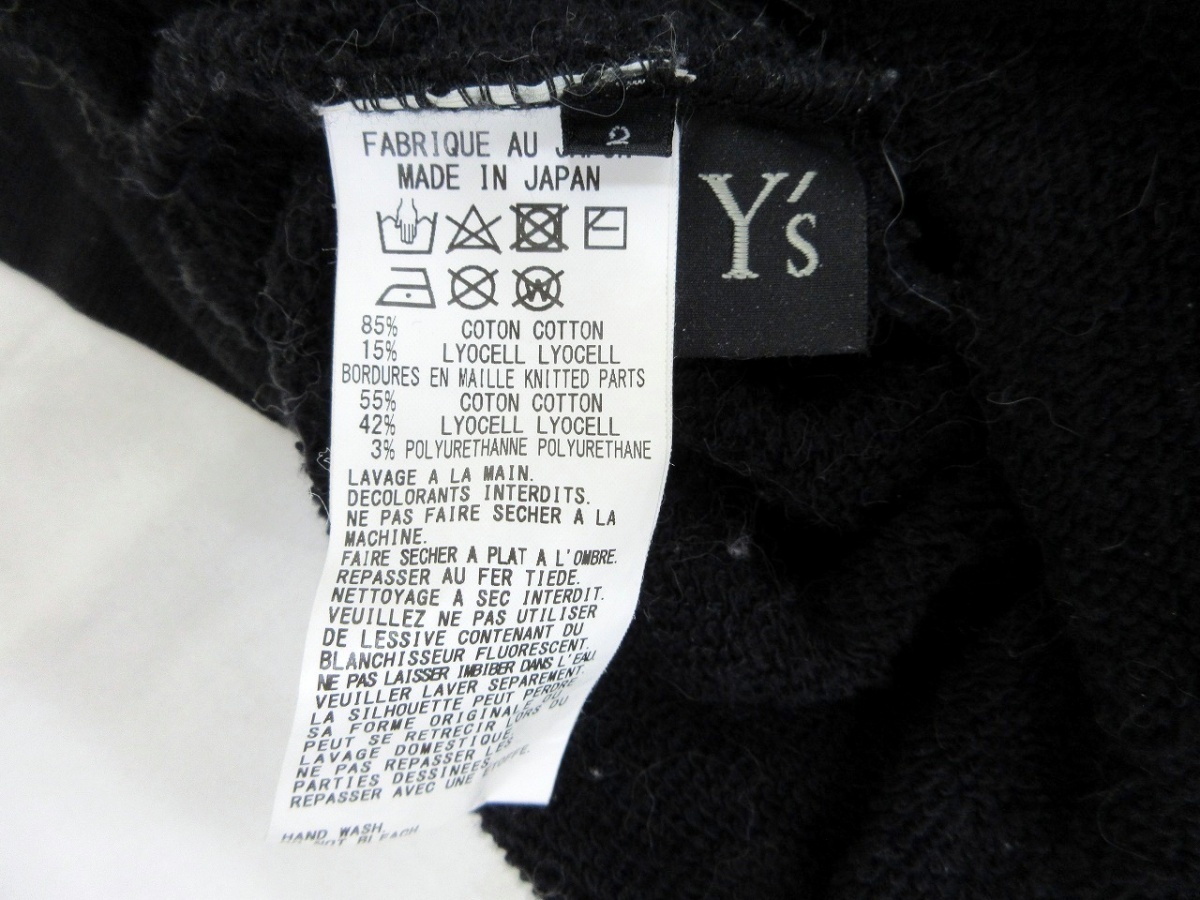 2
FABRIQUE AU
MADE IN JAPAN
Y's
W
85% COTON COTTON
15% LYOCELL LYOCELL
BORDURES EN MAILLE KNITTED PARTS
55% COTON COTTON
42% LYOCELL LYOCELL
3% POLYURETHANNE POLYURETHANE
LAVAGE A LA MAIN.
DECOLORANTS INTERDITS.
NE PAS FAIRE SECHER A LA
MACHINE.
FAIRE SECHER A PLAT A L'OMBRE.
REPASSER AU FER TIEDE.
NETTOYAGE A SEC INTERDIT.
VEUILLEZ NE PAS UTILISER
DE LESSIVE CONTENANT DU
BLANCHISSEUR FLUORESCENT.
NE PAS LAISSER IMBIBER DANS L'EAU
VEUILLER LAVER SEPAREMENT.
LA SILHOUETTE PEUT PERDRE
SA FORME ORIGINALE OU
PEUT SE RETRECIR LORS DU
LAVAGE DOMESTIQUE
NE PAS REPASSER LES
PARTIES DESSINEES
REPASSER AVEC UNE ETOFFE.
HAND WASH
DO NOT BLEACH